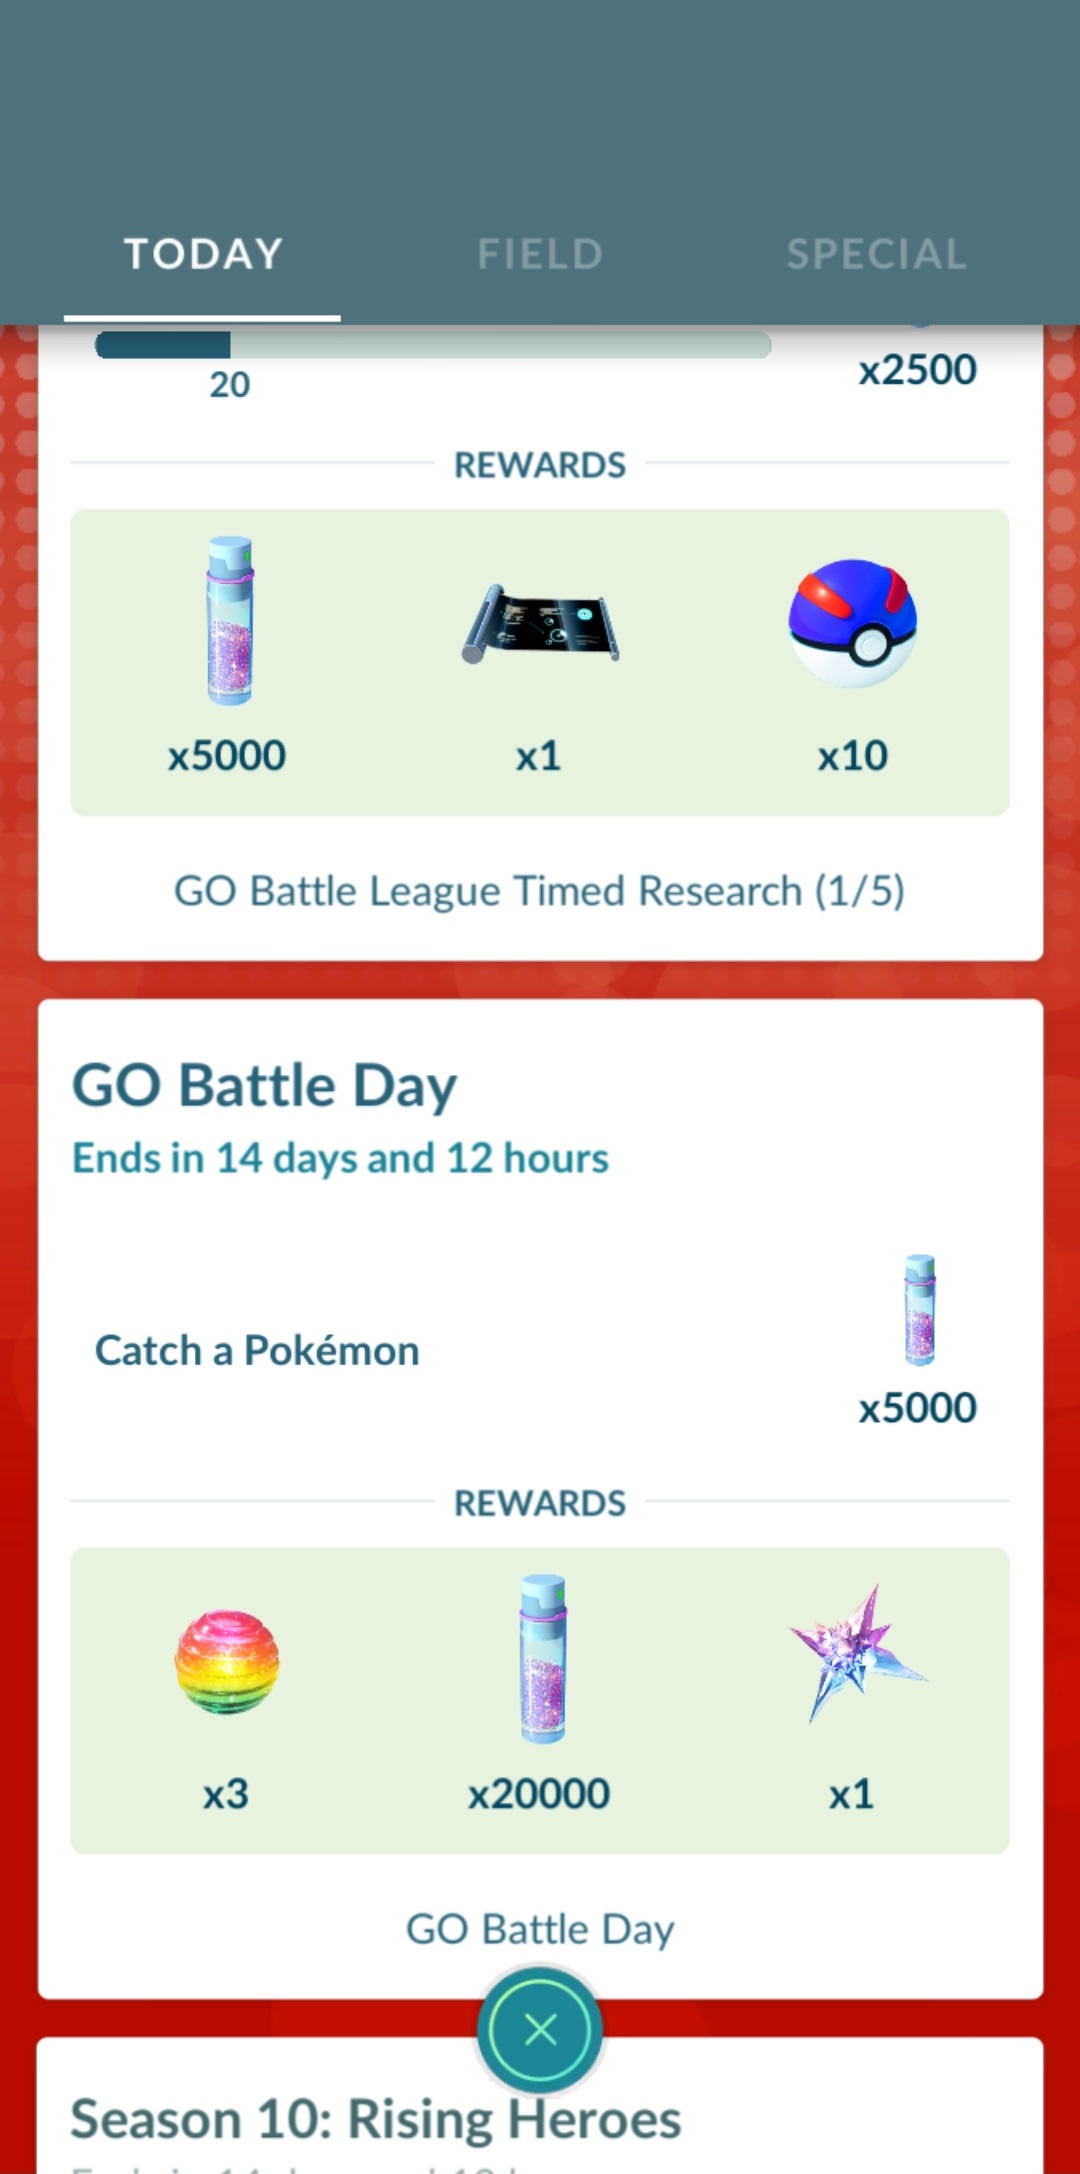 TODAY
FIELD
SPECIAL
20
x2500
REWARDS
x5000
x1
x10
GO Battle League Timed Research (1/5)
GO Battle Day
Ends in 14 days and 12 hours
Catch a Pokémon
x5000
REWARDS
x3
x20000
x1
GO Battle Day
Season 10: Rising Heroes